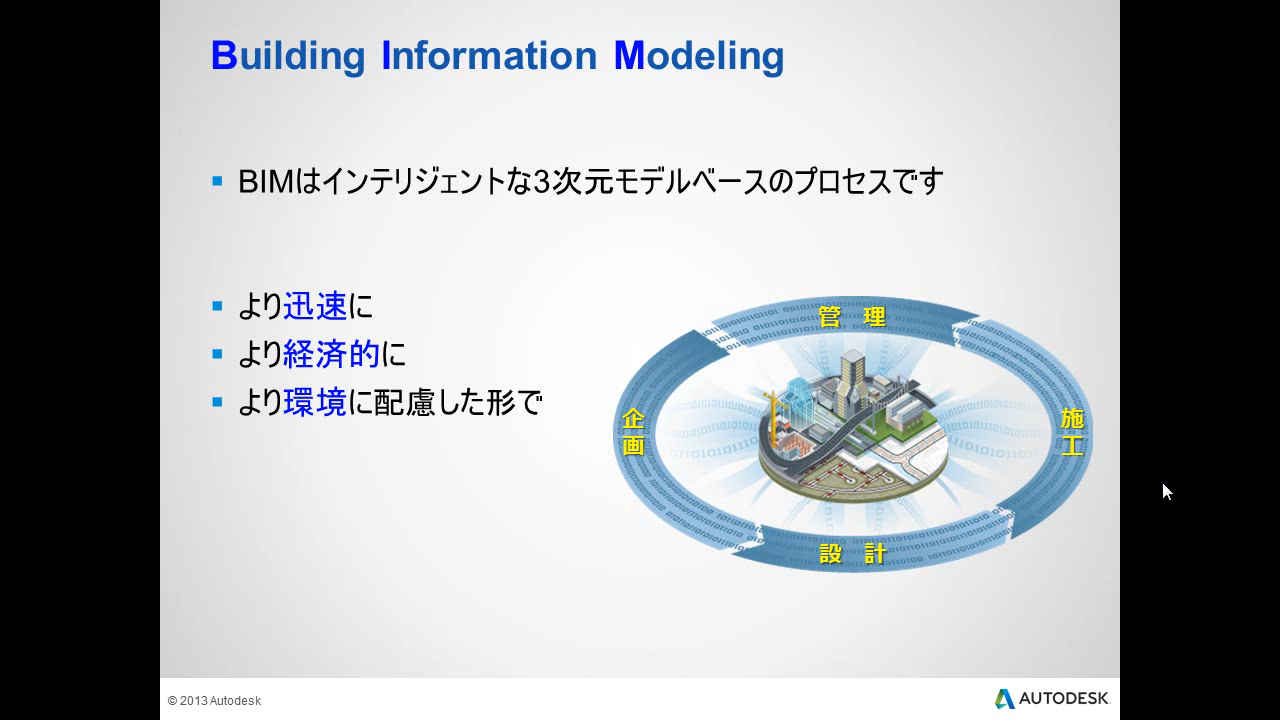 Building Information Modeling
BIMはインテリジェントな3次元モデルベースのプロセスです
より迅速に
より経済的に
より環境に配慮した形で
管 理
企
画
施
工
設 計
© 2013 Autodesk
AUTODESK